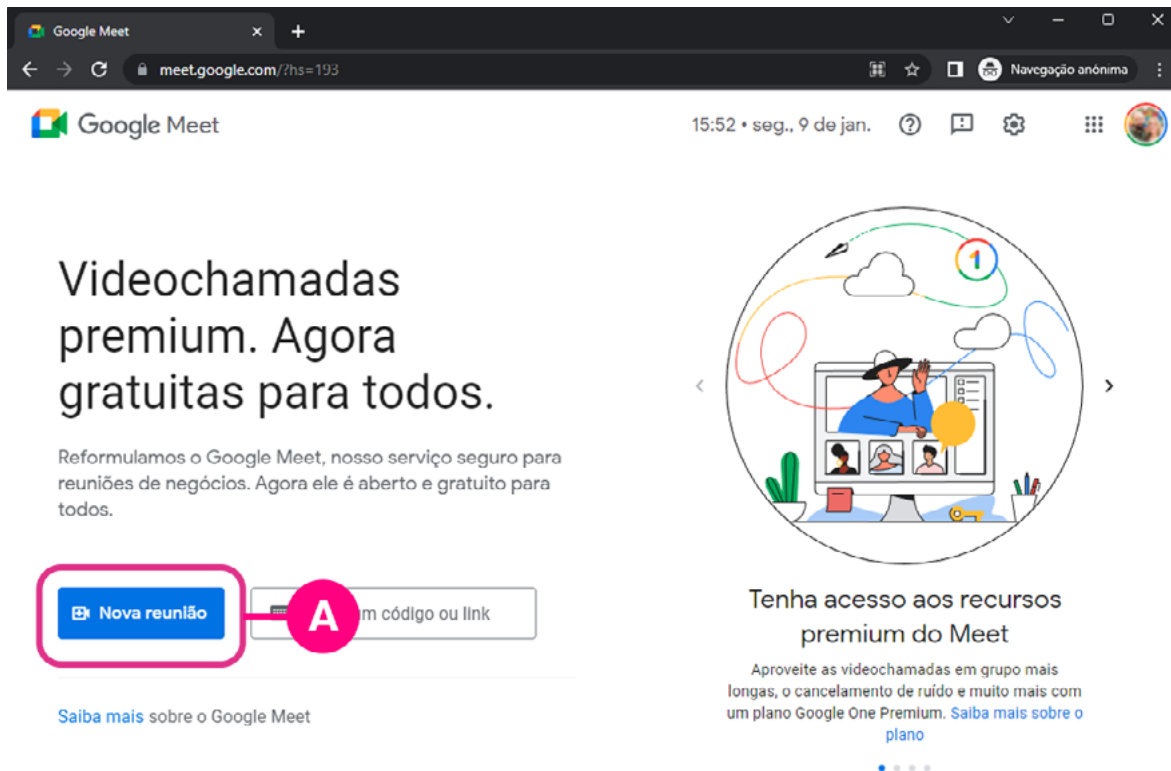 Google Meet
meet.google.com/?hs=193
Navegação anónima
Google Meet
15:52 • seg., 9 de jan.
1
Videochamadas
premium. Agora
gratuitas para todos.
Reformulamos o Google Meet, nosso serviço seguro para
reuniões de negócios. Agora ele é aberto e gratuito para
todos.
Nova reunião
A
código ou link
Saiba mais sobre o Google Meet
Tenha acesso aos recursos
premium do Meet
Aproveite as videochamadas em grupo mais
longas, o cancelamento de ruído e muito mais com
um plano Google One Premium. Saiba mais sobre o
plano